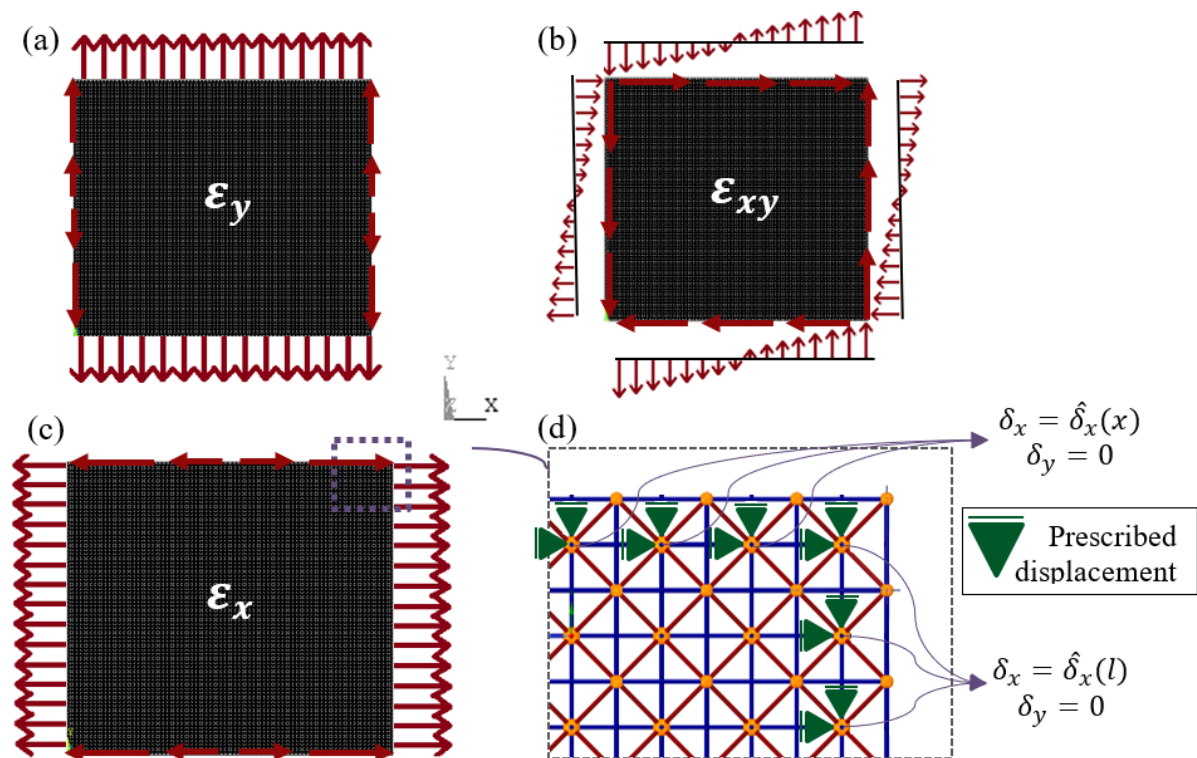 (a)
(b)
εy
εxy
Y
Z X
(c)
(d)
εx
δx = δ̂x(x)
δy = 0
Prescribed
displacement
δx = δ̂x(l)
δy = 0